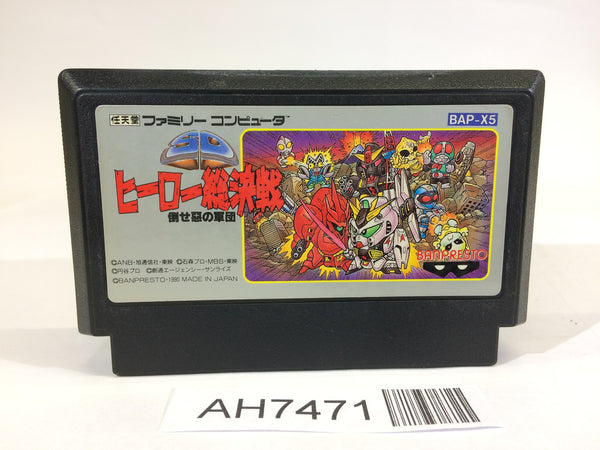 任天堂 ファミリー コンピュータ™
BAP-X5
SD
ヒーロー総決戦
倒せ!悪の軍団
©ANB・旭通信社・東映 ©石森プロ・MBS・東映
©円谷プロ ©創通エージェンシー・サンライズ
©BANPRESTO・1990 MADE IN JAPAN
BANPRESTO
AH7471